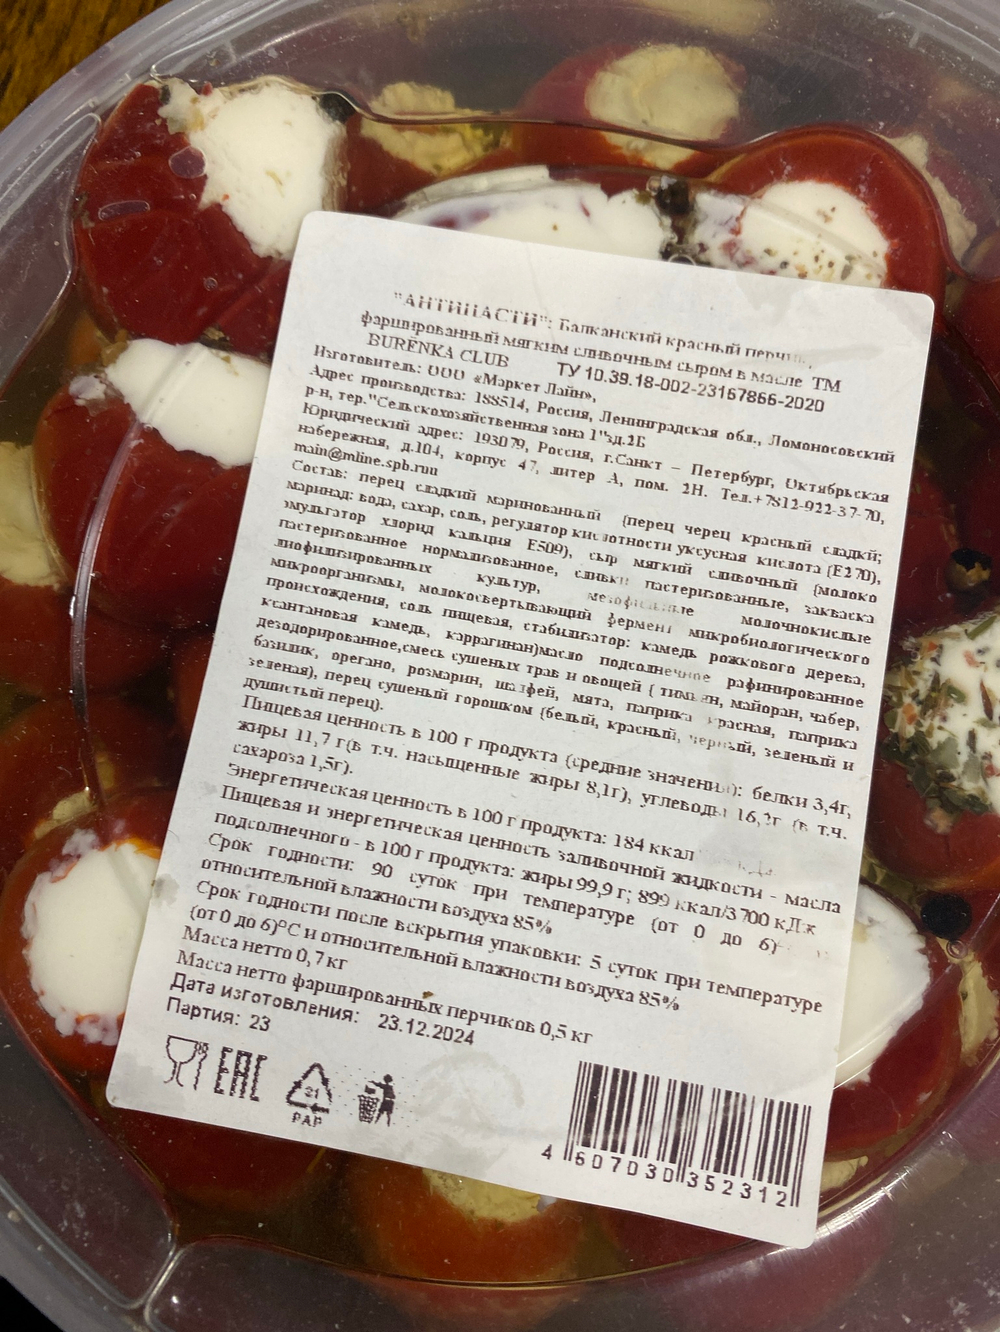 "АНТИПАСТИ": Балканский красный
фаршированный мягким сливочным сыром в масле ТМ
BURЁNKA CLUB ТУ 10.39.18-002-23167866-2020
Изготовитель: ООО «Маркет Лайн»,
Адрес производства: 188514, Россия, Ленинградская обл., Ломоносовский
р-н, тер."Сельскохозяйственная зона 1"зд.2Б
Юридический адрес: 193079, Россия, г.Санкт – Петербург, Октябрьская
набережная, д.104, корпус 47, литер А, пом. 2Н. Тел.+7812-922-37-70,
main@mline.spb.ruu
Состав: перец сладкий маринованный (перец черец красный сладкй;
маринад: вода, сахар, соль, регулятор кислотности уксусная кислота (E270),
эмульгатор хлорид кальция E509), сыр мягкий сливочный (молоко
пастеризованное нормализованное, сливки пастеризованные, закваска
лиофилизированных культур, мезофильные молочнокислые
микроорганизмы, молокосвертывающий фермент микробиологического
происхождения, соль пищевая, стабилизатор: камедь рожкового дерева,
ксантановая камедь, каррагинан)масло подсолнечное рафинированное
дезодорированное,смесь сушеных трав и овощей ( тимьян, майоран, чабер,
базилик, орегано, розмарин, шалфей, мята, паприка красная, паприка
зеленая), перец сушеный горошком (белый, красный, черный, зеленый и
душистый перец).
Пищевая ценность в 100 г продукта (средние значения): белки 3,4г,
жиры 11,7 г(в т.ч. насыщенные жиры 8,1г), углеводы 16,2г (в т.ч.
сахароза 1,5г).
Энергетическая ценность в 100 г продукта: 184 ккал
Пищевая и энергетическая ценность заливочной жидкости - масла
подсолнечного - в 100 г продукта: жиры 99,9 г; 899 ккал/3700 кДж
Срок годности: 90 суток при температуре (от 0 до 6)
относительной влажности воздуха 85%
Срок годности после вскрытия упаковки: 5 суток при температуре
(от 0 до 6)°С и относительной влажности воздуха 85%
Масса нетто 0,7 кг
Масса нетто фаршированных перчиков 0,5 кг
Дата изготовления: 23.12.2024
Партия: 23
EAC
21
PAP
4 607030 352312